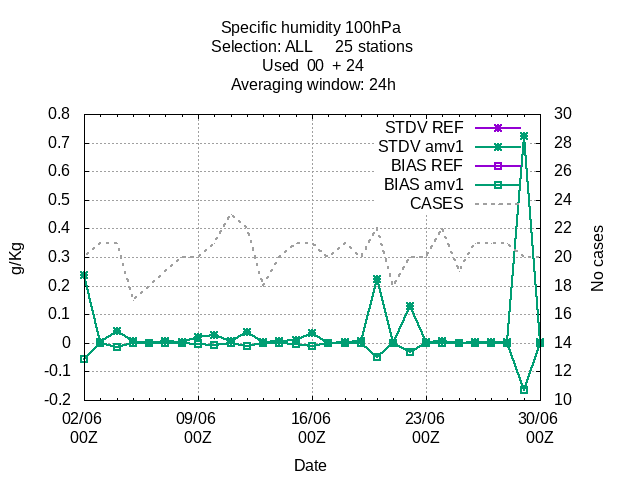 Specific humidity 100hPa
Selection: ALL 25 stations
Used 00 + 24
Averaging window: 24h
0.8
0.7
0.6
0.5
0.4
0.3
0.2
0.1
0
-0.1
-0.2
g/Kg
STDV REF
STDV amv1
BIAS REF
BIAS amv1
CASES
30
28
26
24
22
20
18
16
14
12
10
No cases
02/06 09/06 16/06 23/06 30/06
00Z 00Z 00Z 00Z 00Z
Date